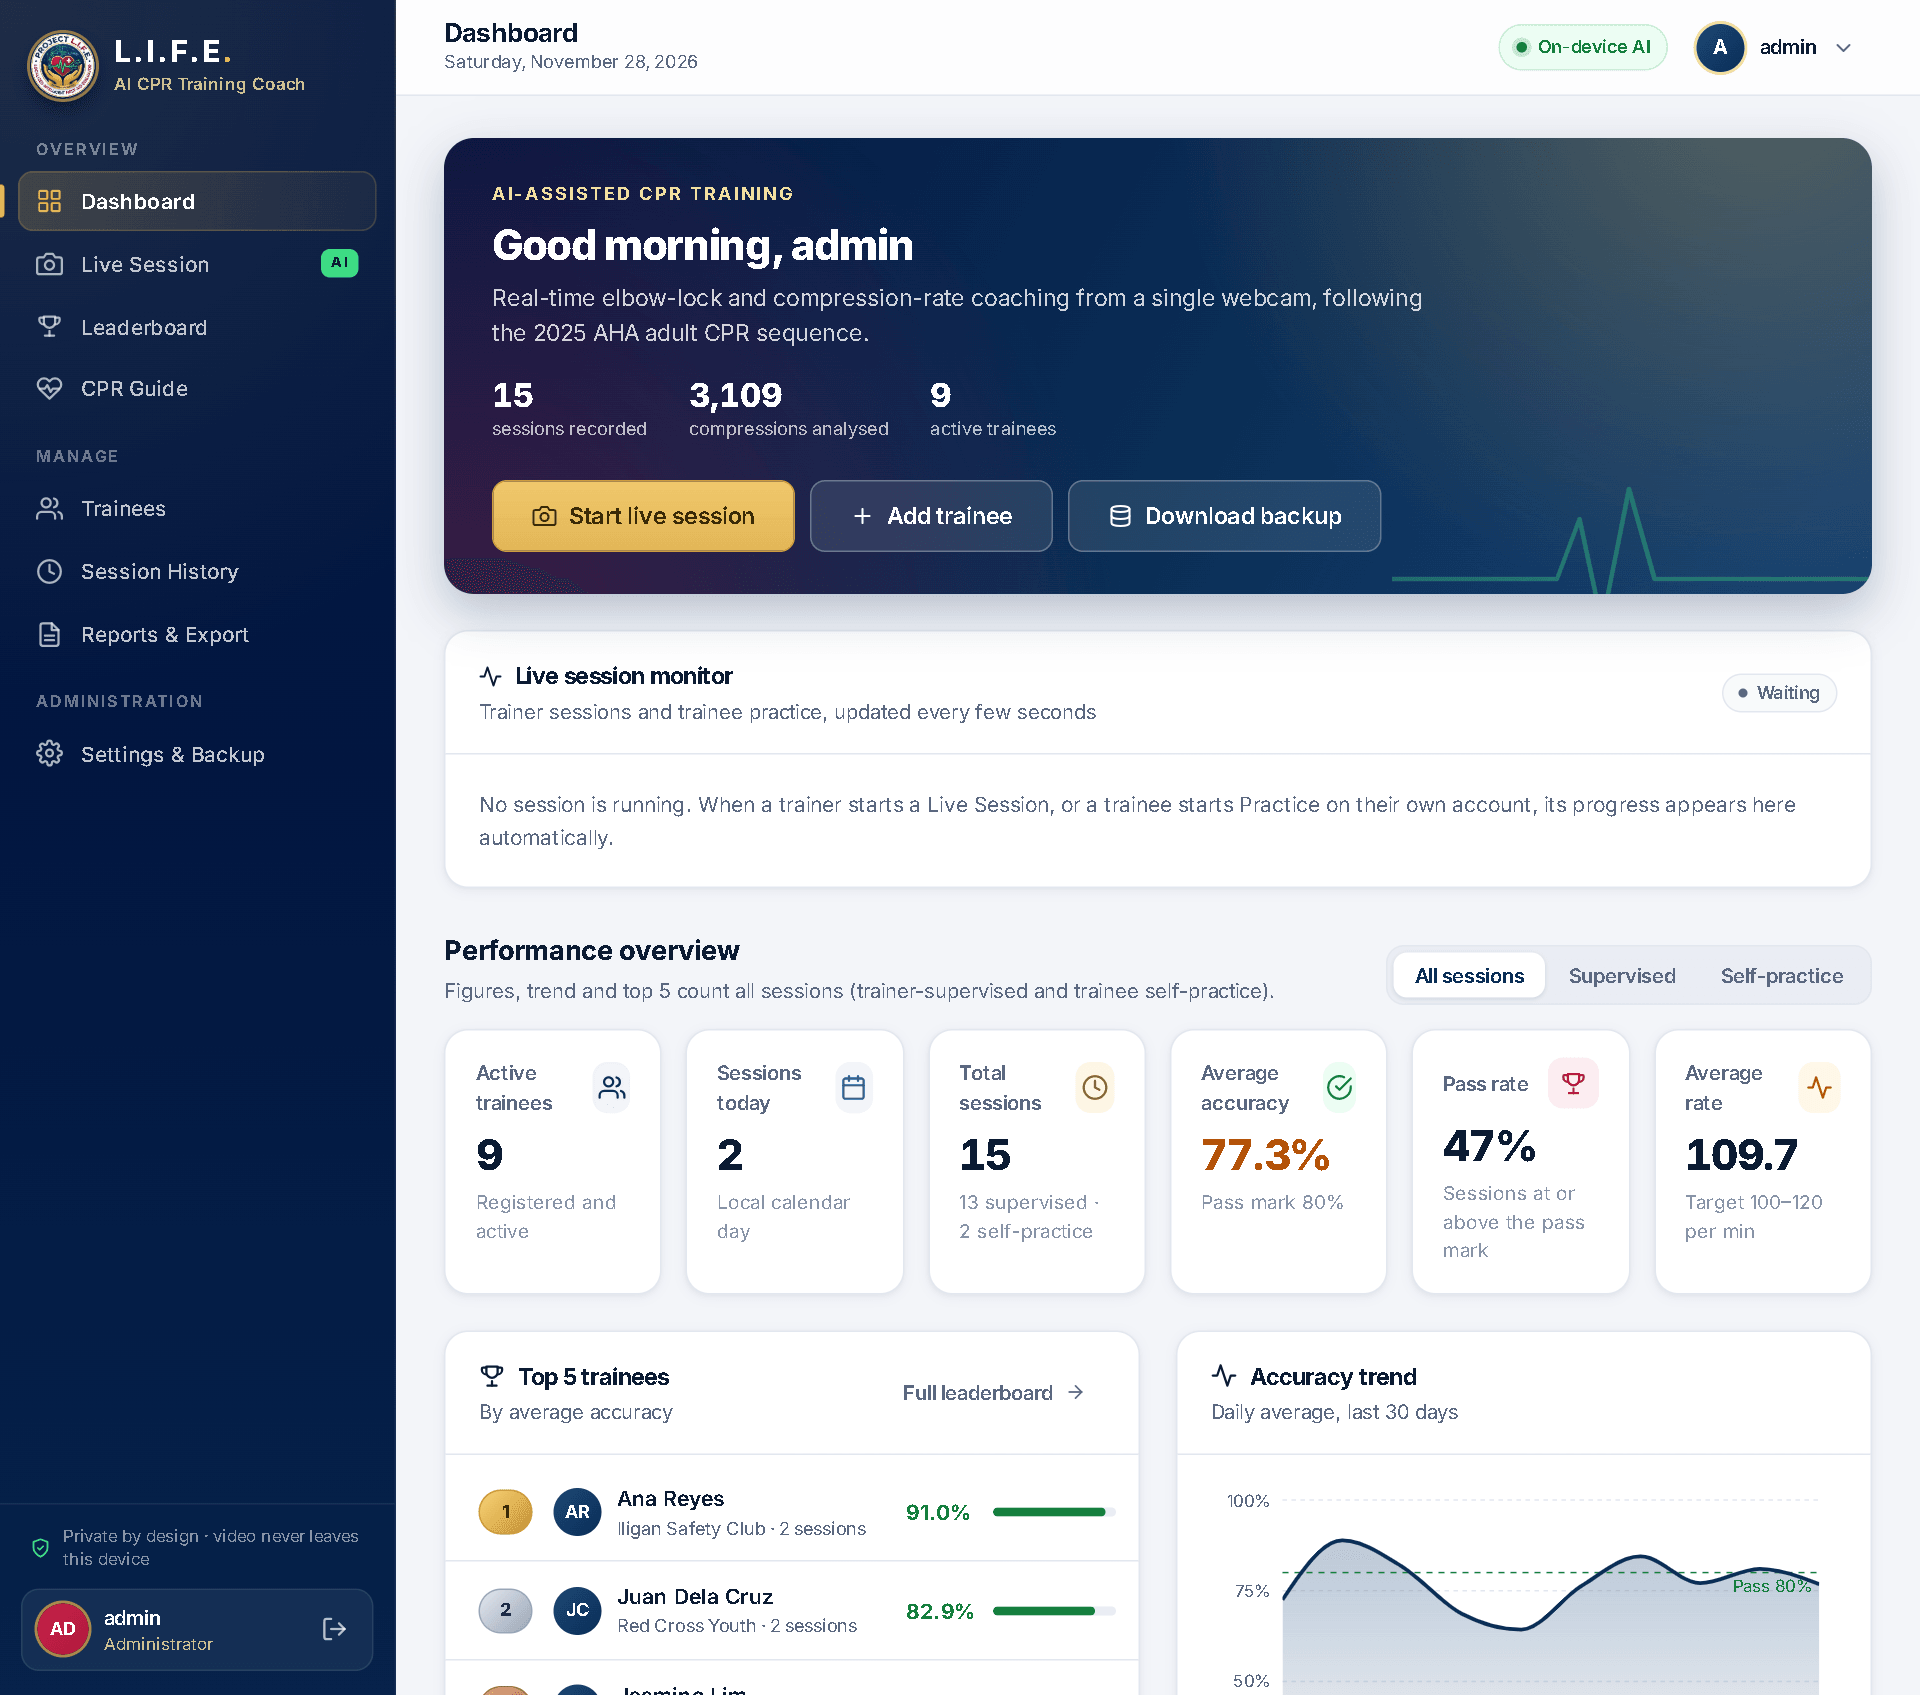 L.I.F.E.
AI CPR Training Coach
OVERVIEW
Dashboard
Live Session
AI
Leaderboard
CPR Guide
MANAGE
Trainees
Session History
Reports & Export
ADMINISTRATION
Settings & Backup
Private by design · video never leaves
this device
AD
admin
Administrator
Dashboard
Saturday, November 28, 2026
On-device AI
A
admin
AI-ASSISTED CPR TRAINING
Good morning, admin
Real-time elbow-lock and compression-rate coaching from a single webcam, following
the 2025 AHA adult CPR sequence.
15
sessions recorded
3,109
compressions analysed
9
active trainees
Start live session
Add trainee
Download backup
Live session monitor
Trainer sessions and trainee practice, updated every few seconds
Waiting
No session is running. When a trainer starts a Live Session, or a trainee starts Practice on their own account, its progress appears here
automatically.
Performance overview
Figures, trend and top 5 count all sessions (trainer-supervised and trainee self-practice).
All sessions
Supervised
Self-practice
Active
trainees
9
Registered and
active
Sessions
today
2
Local calendar
day
Total
sessions
15
13 supervised ·
2 self-practice
Average
accuracy
77.3%
Pass mark 80%
Pass rate
47%
Sessions at or
above the pass
mark
Average
rate
109.7
Target 100–120
per min
Top 5 trainees
By average accuracy
Full leaderboard
1
AR
Ana Reyes
Iligan Safety Club · 2 sessions
91.0%
2
JC
Juan Dela Cruz
Red Cross Youth · 2 sessions
82.9%
Accuracy trend
Daily average, last 30 days
100%
75%
50%
Pass 80%